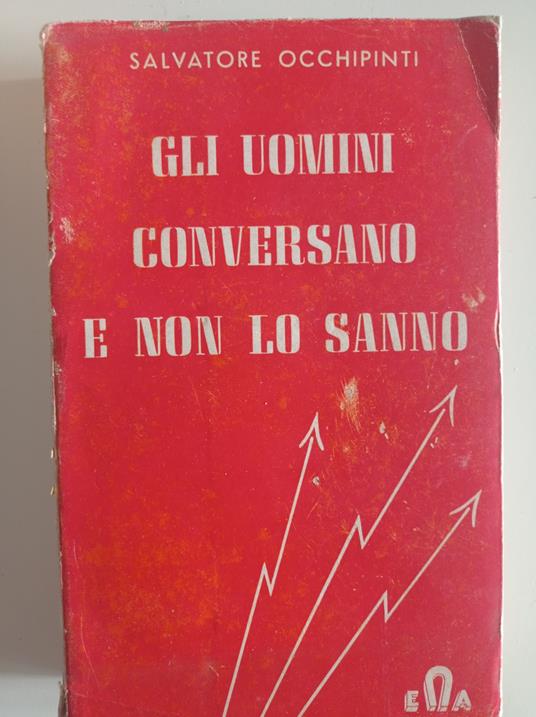 SALVATORE OCCHIPINTI
GLI UOMINI
CONVERSANO
E NON LO SANNO